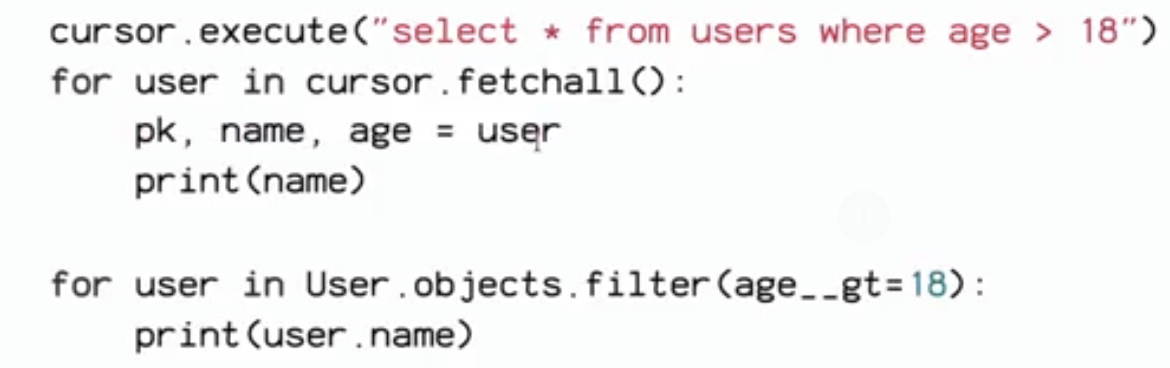 cursor.execute("select * from users where age > 18")
for user in cursor.fetchall():
    pk, name, age = user
    print(name)

for user in User.objects.filter(age__gt=18):
    print(user.name)